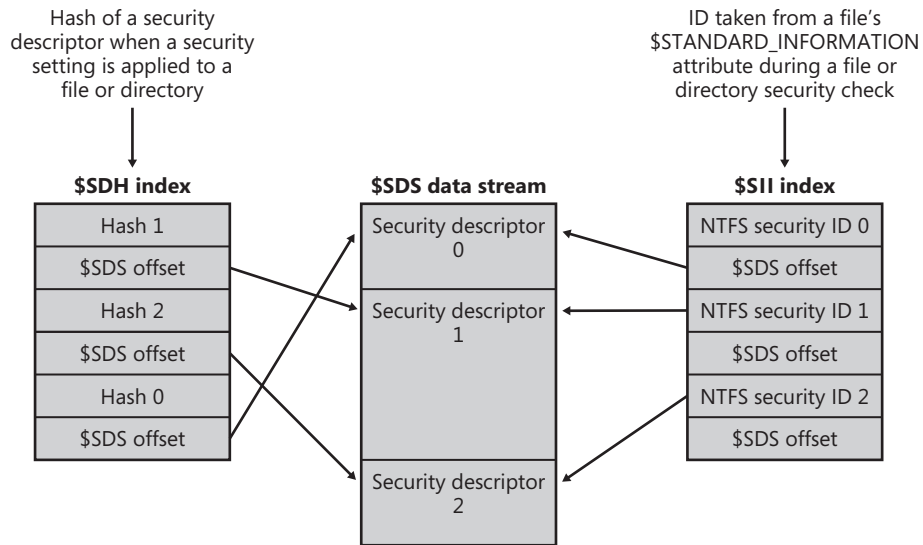 Hash of a security
descriptor when a security
setting is applied to a
file or directory
ID taken from a file's
$STANDARD_INFORMATION
attribute during a file or
directory security check
$SDH index
Hash 1
$SDS offset
Hash 2
$SDS offset
Hash 0
$SDS offset
$SDS data stream
Security descriptor
0
Security descriptor
1
Security descriptor
2
$SII index
NTFS security ID 0
$SDS offset
NTFS security ID 1
$SDS offset
NTFS security ID 2
$SDS offset